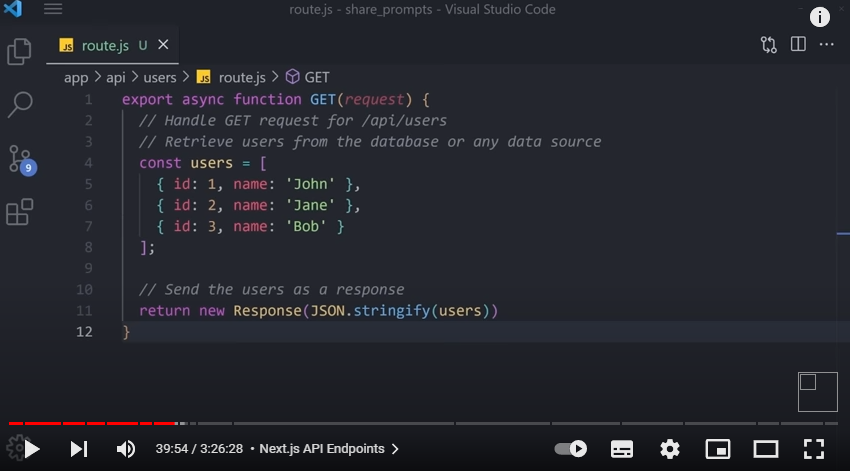 route.js - share_prompts - Visual Studio Code
JS route.js U
app > api > users > JS route.js > GET
1 export async function GET(request) {
2 // Handle GET request for /api/users
3 // Retrieve users from the database or any data source
4 const users = [
5 { id: 1, name: 'John' },
6 { id: 2, name: 'Jane' },
7 { id: 3, name: 'Bob' }
8 ];
9
10 // Send the users as a response
11 return new Response(JSON.stringify(users))
12 }
9
39:54 / 3:26:28 • Next.js API Endpoints >